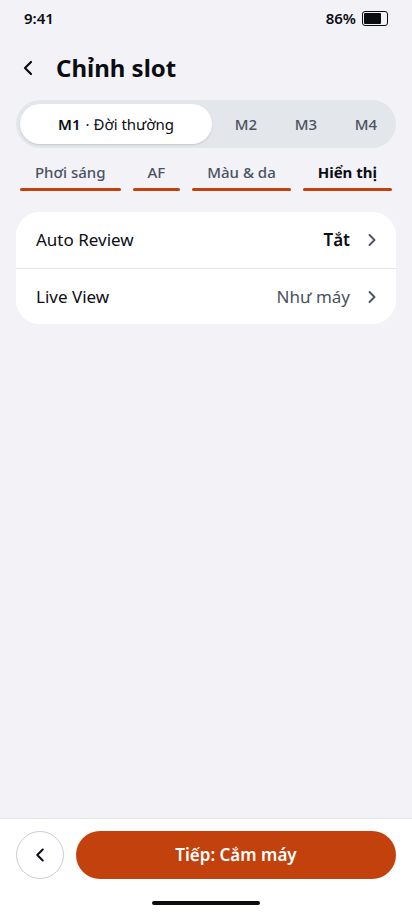 9:41 86%
Chỉnh slot
M1 · Đời thường M2 M3 M4
Phơi sáng AF Màu & da Hiển thị
Auto Review Tắt
Live View Như máy
Tiếp: Cắm máy